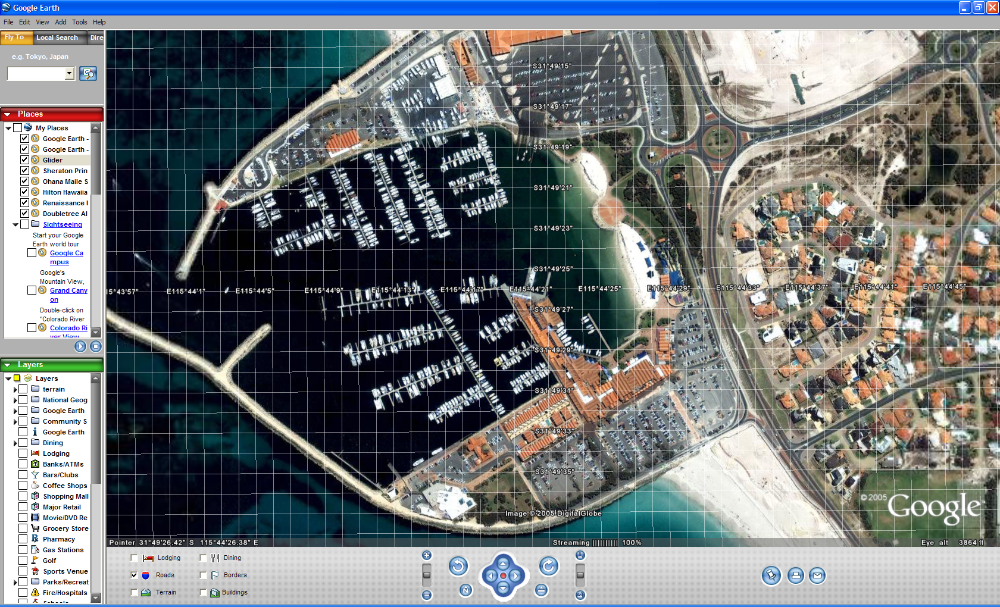 Google Earth
File Edit View Add Tools Help
Fly To Local Search Dire
e.g. Tokyo, Japan
Places
My Places
Google Earth -
Google Earth -
Glider
Sheraton Prin
Ohana Maile S
Hilton Hawaiia
Renaissance I
Doubletree Al
Sightseeing
Start your Google
Earth world tour
Google Ca
mpus
Google's
Mountain View,
Grand Cany
on
Double-click on
"Colorado River
Colorado Ri
ver View
Layers
Layers
terrain
National Geog
Google Earth
Community S
Google Earth
Dining
Lodging
Banks/ATMs
Bars/Clubs
Coffee Shops
Shopping Mall
Major Retail
Movie/DVD Re
Grocery Store
Pharmacy
Gas Stations
Golf
Sports Venue
Parks/Recreat
Fire/Hospitals
Schools
S31°49'15"
S31°49'17"
S31°49'19"
S31°49'21"
S31°49'23"
S31°49'25"
15°43'57" E115°44'1" E115°44'5" E115°44'9" E115°44'13" E115°44'17" E115°44'21" E115°44'25" E115°44'29" E115°44'33" E115°44'37" E115°44'41" E115°44'45"
S31°49'27"
S31°49'29"
S31°49'31"
S31°49'33"
S31°49'35"
© 2005 Google
Image © 2005 DigitalGlobe
Pointer 31°49'26.42" S 115°44'26.38" E Streaming |||||||||| 100% Eye alt 3864 ft
Lodging Dining
Roads Borders
Terrain Buildings
N